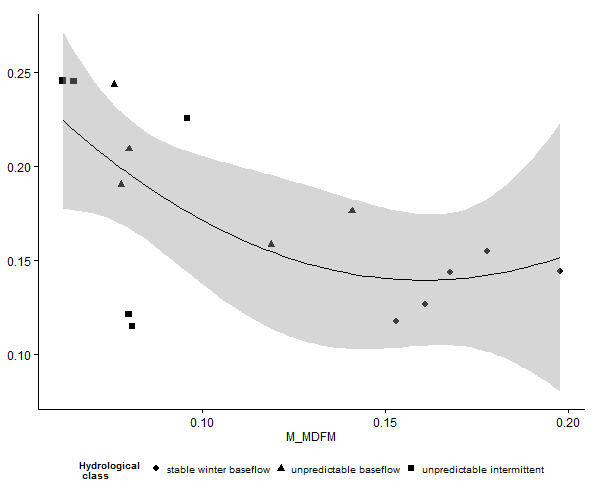 0.25
0.20
0.15
0.10
0.10 0.15 0.20
M_MDFM
Hydrological
class
stable winter baseflow unpredictable baseflow unpredictable intermittent